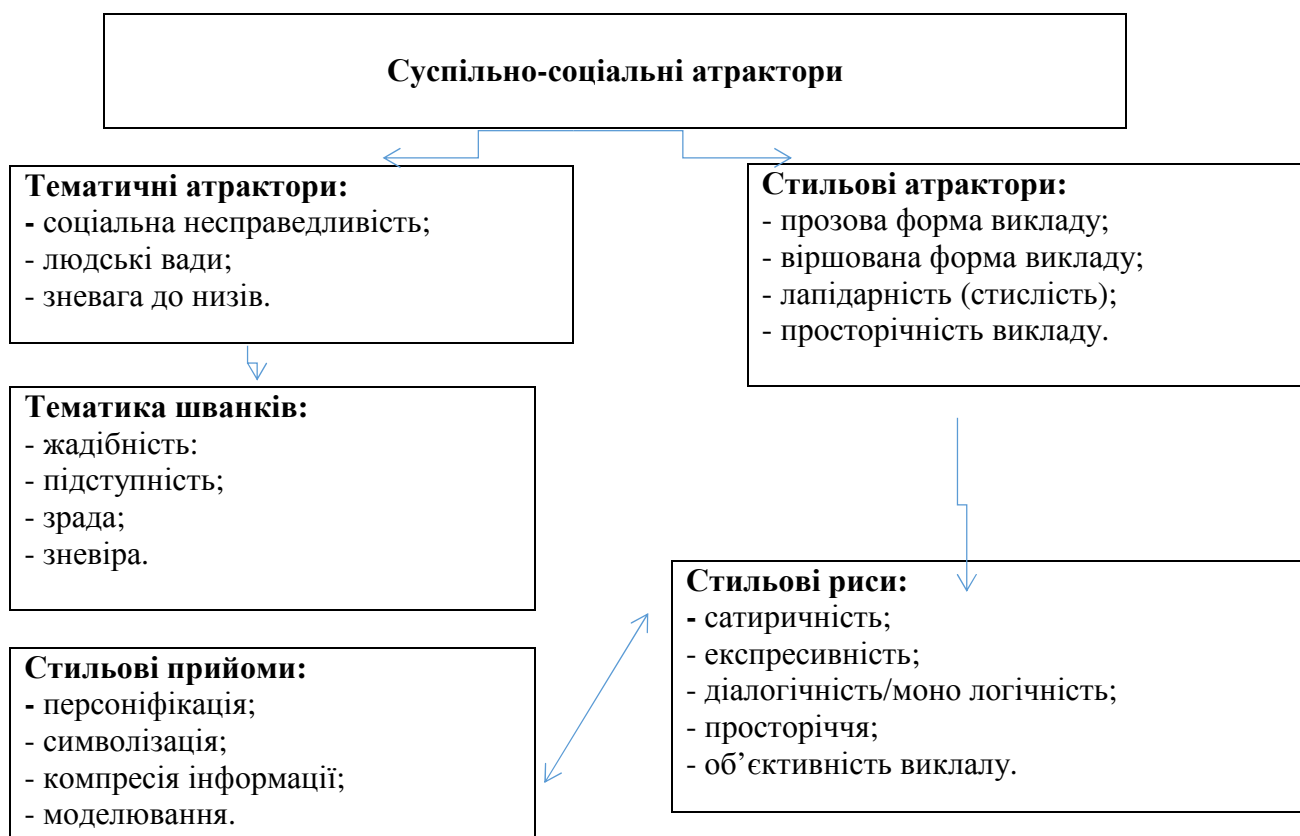 Суспільно-соціальні атрактори
Тематичні атрактори:
- соціальна несправедливість;
- людські вади;
- зневага до низів.
Стильові атрактори:
- прозова форма викладу;
- віршована форма викладу;
- лапідарність (стислість);
- просторічність викладу.
Тематика шванків:
- жадібність:
- підступність;
- зрада;
- зневіра.
Стильові риси:
- сатиричність;
- експресивність;
- діалогічність/моно логічність;
- просторіччя;
- об’єктивність виклалу.
Стильові прийоми:
- персоніфікація;
- символізація;
- компресія інформації;
- моделювання.